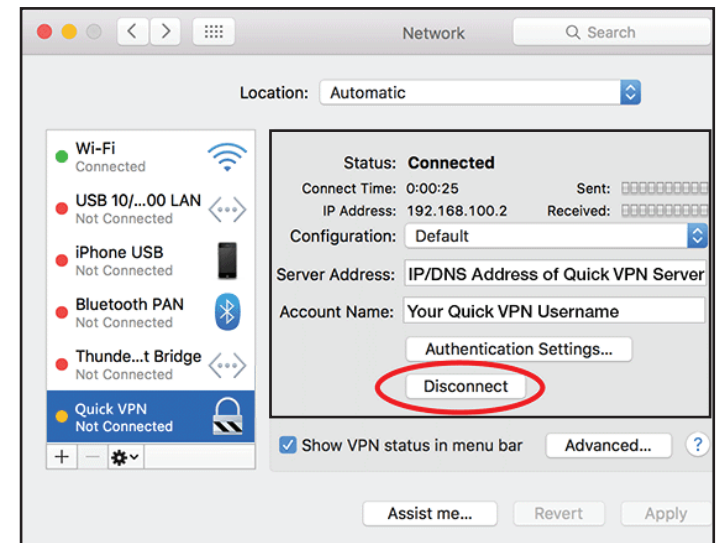 Network
Search
Location: Automatic
Wi-Fi
Connected
USB 10/...00 LAN
Not Connected
iPhone USB
Not Connected
Bluetooth PAN
Not Connected
Thunde...t Bridge
Not Connected
Quick VPN
Not Connected
Status: Connected
Connect Time: 0:00:25 Sent:
IP Address: 192.168.100.2 Received:
Configuration: Default
Server Address: IP/DNS Address of Quick VPN Server
Account Name: Your Quick VPN Username
Authentication Settings...
Disconnect
Show VPN status in menu bar Advanced... ?
Assist me... Revert Apply